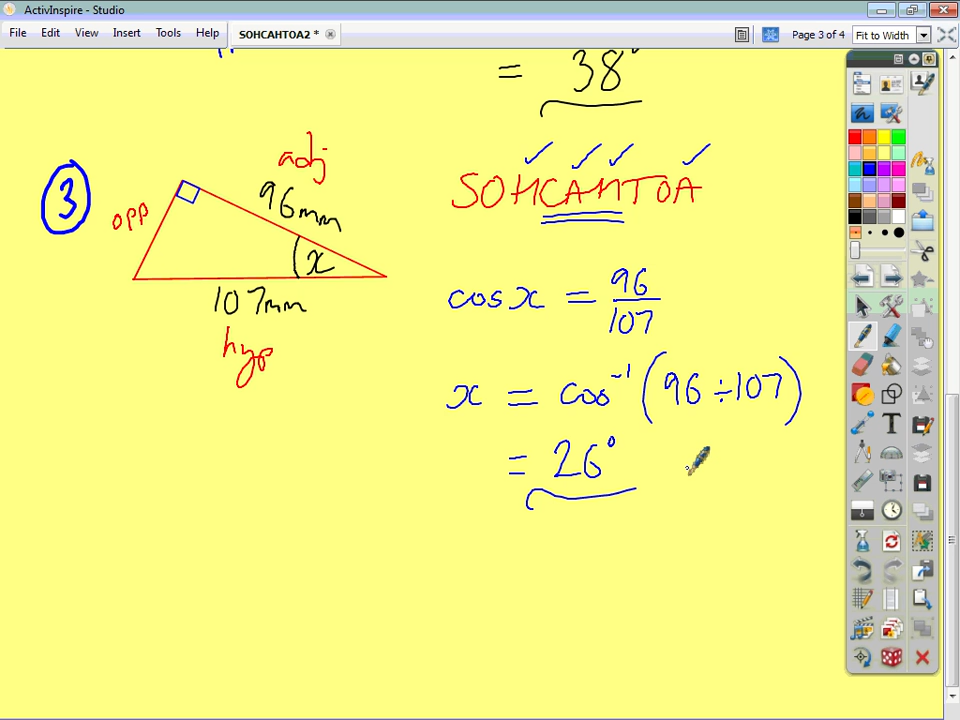 ActivInspire - Studio
File Edit View Insert Tools Help
SOHCAHTOA2 *
Page 3 of 4
Fit to Width
= 38°
3
adj
96mm
opp
x
107mm
hyp
SOHCAHTOA
cos x = 96/107
x = cos⁻¹ (96 ÷ 107)
= 26°